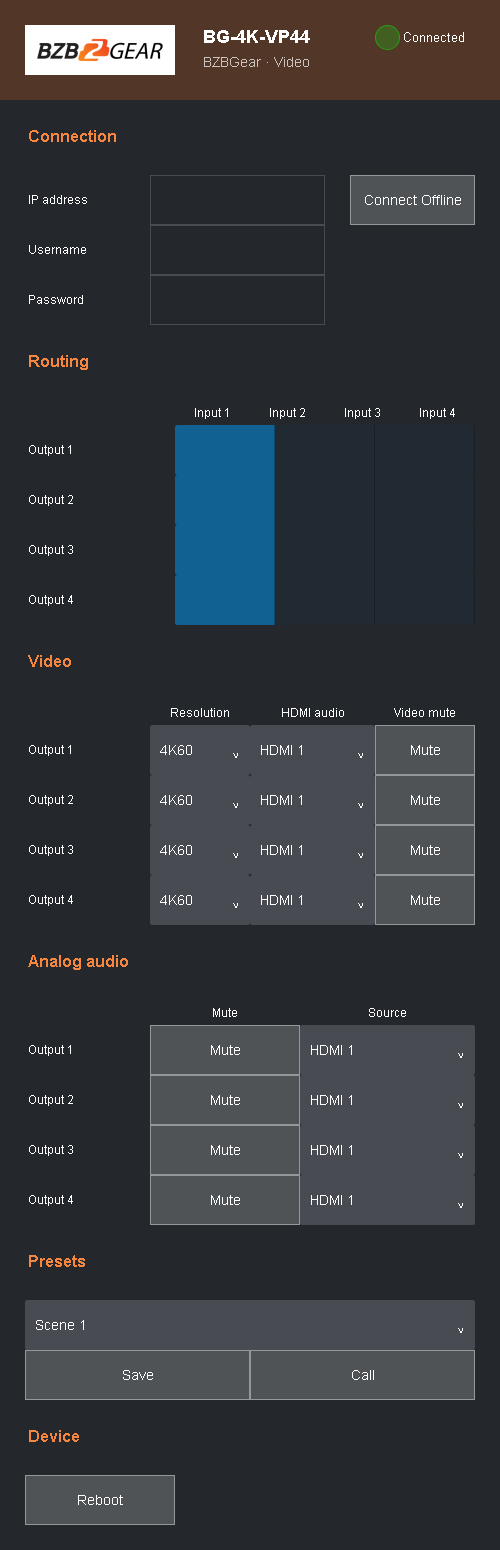 BZBGEAR
BG-4K-VP44
BZBGear · Video
Connected
Connection
IP address
Connect Offline
Username
Password
Routing
Input 1 Input 2 Input 3 Input 4
Output 1
Output 2
Output 3
Output 4
Video
Resolution HDMI audio Video mute
Output 1 4K60 v HDMI 1 v Mute
Output 2 4K60 v HDMI 1 v Mute
Output 3 4K60 v HDMI 1 v Mute
Output 4 4K60 v HDMI 1 v Mute
Analog audio
Mute Source
Output 1 Mute HDMI 1 v
Output 2 Mute HDMI 1 v
Output 3 Mute HDMI 1 v
Output 4 Mute HDMI 1 v
Presets
Scene 1 v
Save Call
Device
Reboot